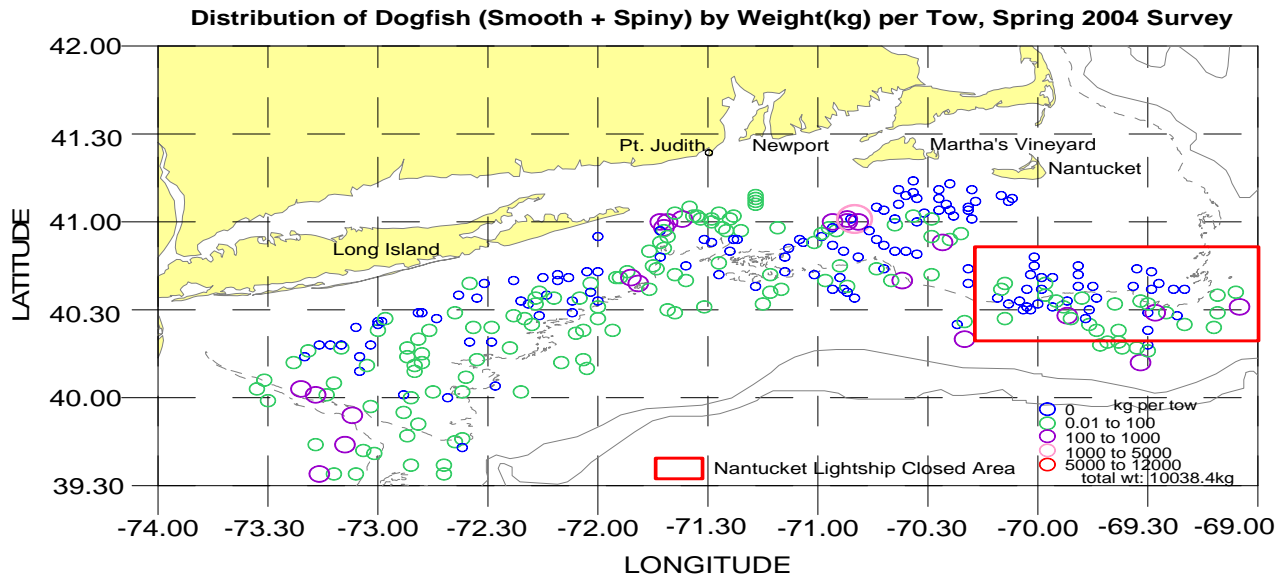 Distribution of Dogfish (Smooth + Spiny) by Weight(kg) per Tow, Spring 2004 Survey
42.00
41.30
41.00
40.30
40.00
39.30
LATITUDE
Pt. Judith
Newport
Martha's Vineyard
Nantucket
Long Island
kg per tow
0
0.01 to 100
100 to 1000
1000 to 5000
5000 to 12000
total wt: 10038.4kg
Nantucket Lightship Closed Area
-74.00 -73.30 -73.00 -72.30 -72.00 -71.30 -71.00 -70.30 -70.00 -69.30 -69.00
LONGITUDE